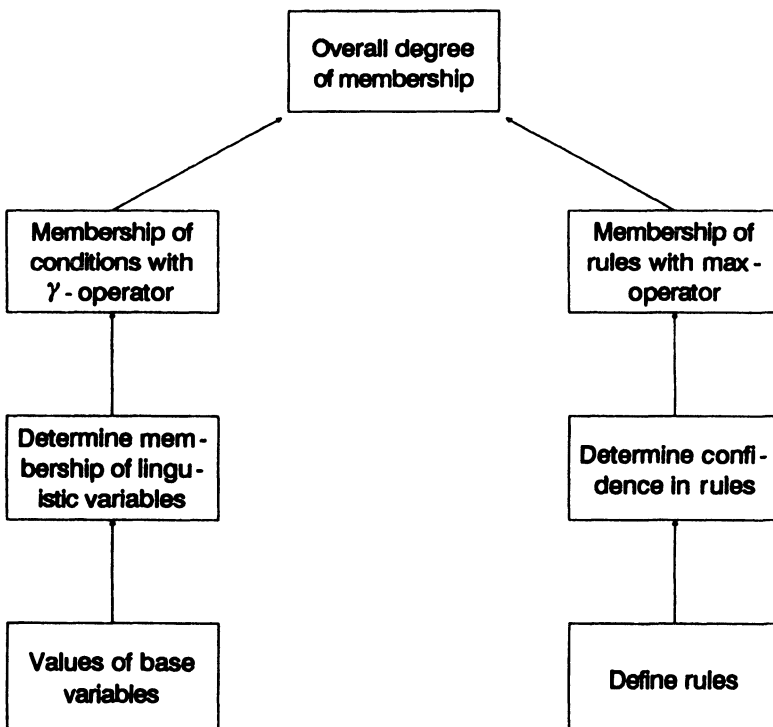 Overall degree
of membership
Membership of
conditions with
γ - operator
Membership of
rules with max -
operator
Determine mem -
bership of lingu -
istic variables
Determine confi -
dence in rules
Values of base
variables
Define rules